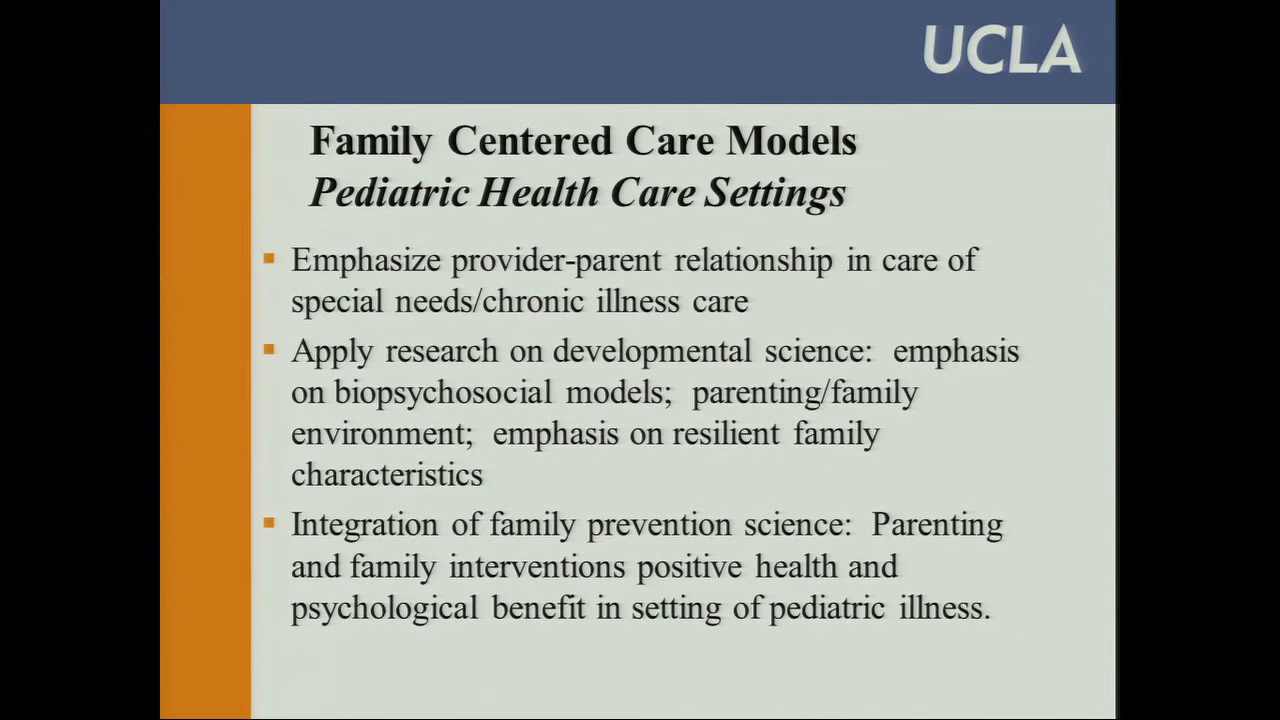 UCLA
Family Centered Care Models
Pediatric Health Care Settings
Emphasize provider-parent relationship in care of
special needs/chronic illness care
Apply research on developmental science: emphasis
on biopsychosocial models; parenting/family
environment; emphasis on resilient family
characteristics
Integration of family prevention science: Parenting
and family interventions positive health and
psychological benefit in setting of pediatric illness.